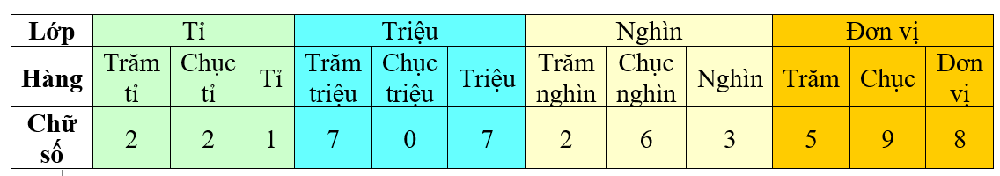 Lớp Tỉ Triệu Nghìn Đơn vị
Hàng Trăm tỉ Chục tỉ Tỉ Trăm triệu Chục triệu Triệu Trăm nghìn Chục nghìn Nghìn Trăm Chục Đơn vị
Chữ số 2 2 1 7 0 7 2 6 3 5 9 8